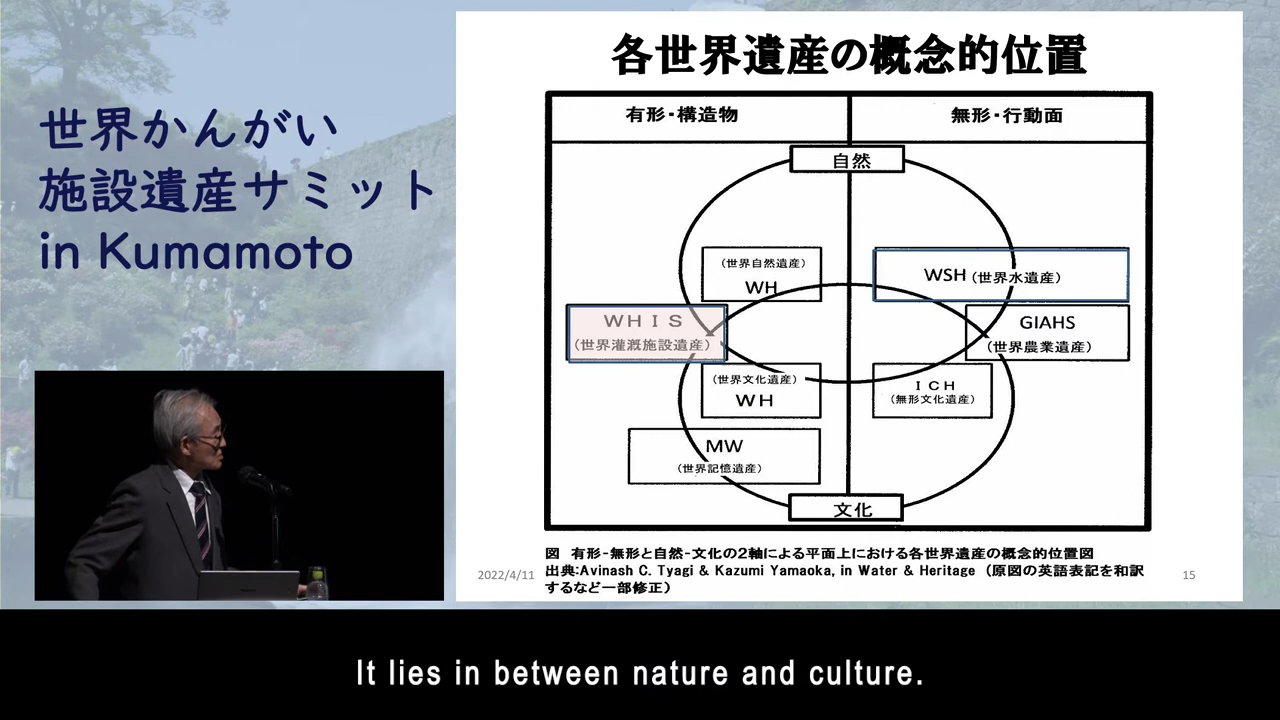 世界かんがい
施設遺産サミット
in Kumamoto
各世界遺産の概念的位置
有形・構造物
無形・行動面
自然
(世界自然遺産)
WH
WSH (世界水遺産)
WHIS
(世界灌漑施設遺産)
GIAHS
(世界農業遺産)
(世界文化遺産)
WH
ICH
(無形文化遺産)
MW
(世界記憶遺産)
文化
図 有形-無形と自然-文化の2軸による平面上における各世界遺産の概念的位置図
出典:Avinash C. Tyagi & Kazumi Yamaoka, in Water & Heritage (原図の英語表記を和訳
するなど一部修正)
2022/4/11
15
It lies in between nature and culture.